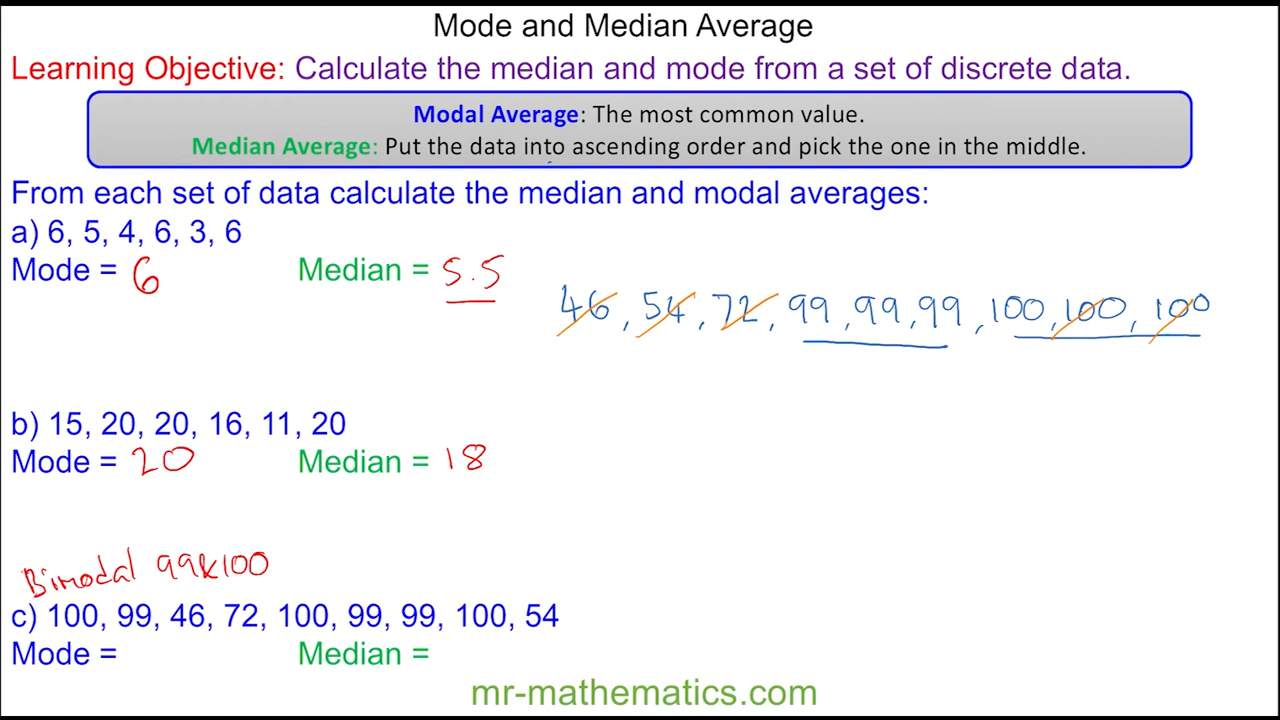 Mode and Median Average
Learning Objective: Calculate the median and mode from a set of discrete data.
Modal Average: The most common value.
Median Average: Put the data into ascending order and pick the one in the middle.
From each set of data calculate the median and modal averages:
a) 6, 5, 4, 6, 3, 6
Mode = 6 Median = 5.5
46, 54, 72, 99, 99, 99, 100, 100, 100
b) 15, 20, 20, 16, 11, 20
Mode = 20 Median = 18
Bimodal 99&100
c) 100, 99, 46, 72, 100, 99, 99, 100, 54
Mode = Median =
mr-mathematics.com